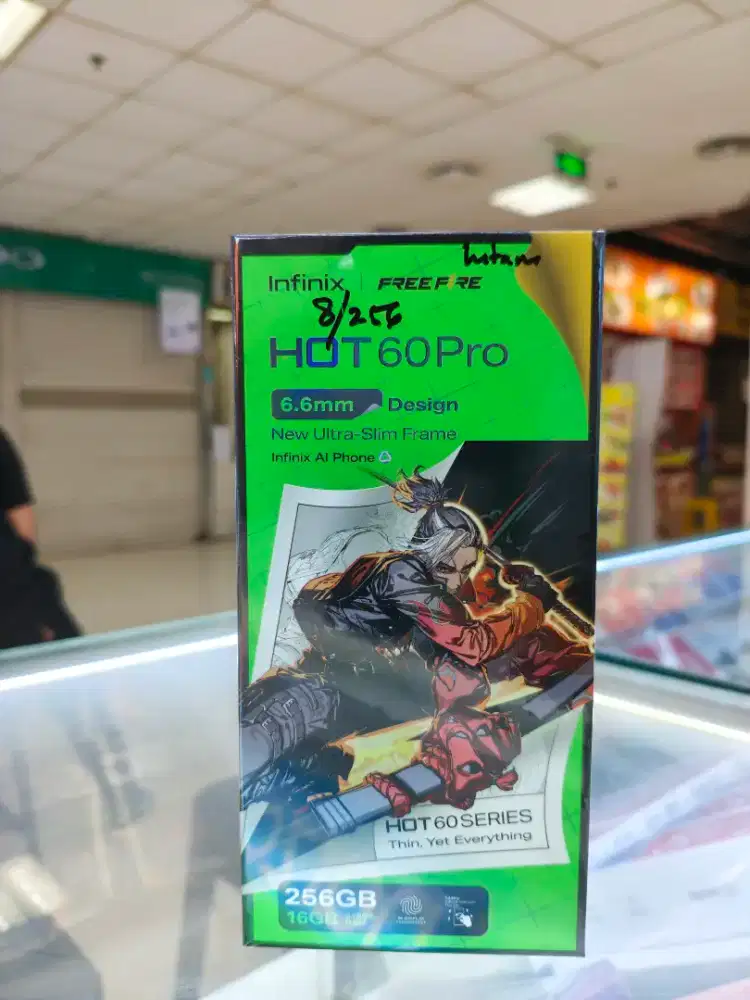 hitam
Infinix | FREE FIRE
8/256
HOT 60Pro
6.6mm Design
New Ultra-Slim Frame
Infinix AI Phone
HOT 60 SERIES
Thin, Yet Everything
256GB
16GB